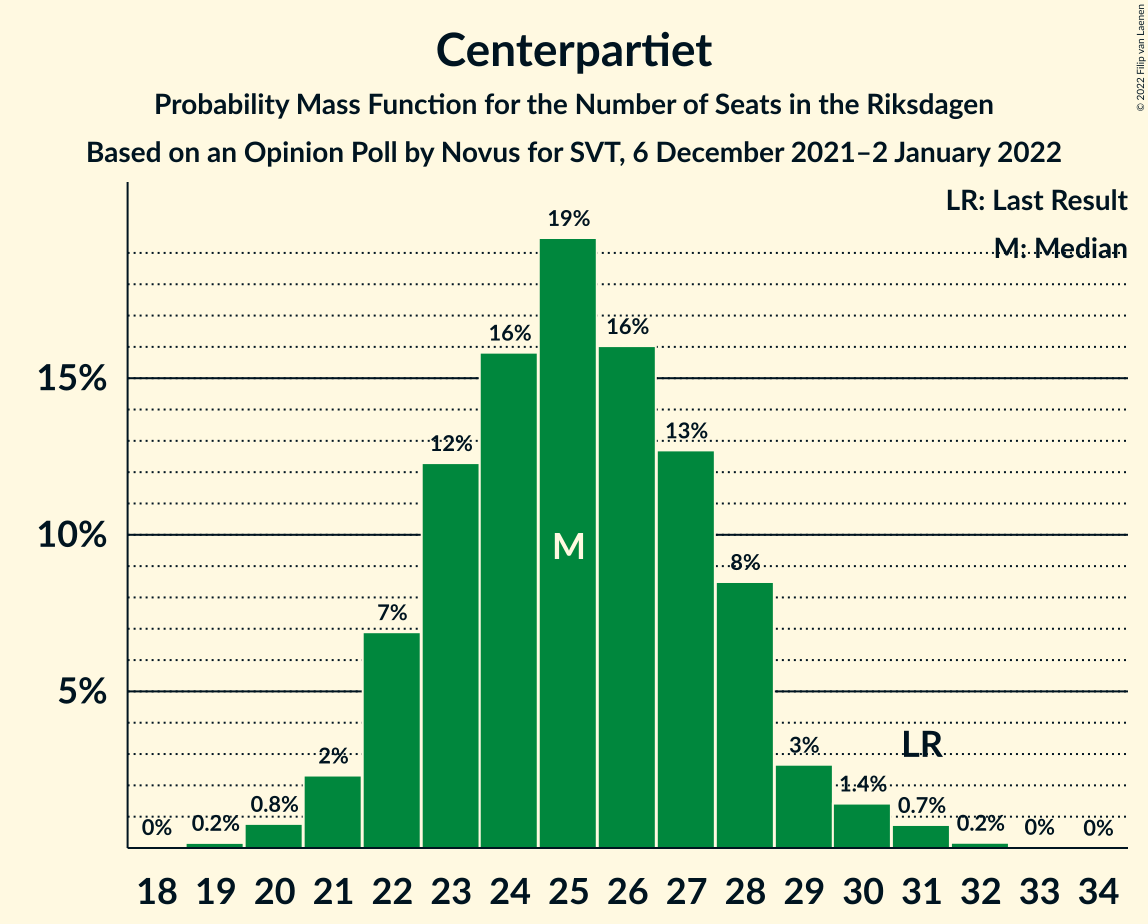 Centerpartiet
Probability Mass Function for the Number of Seats in the Riksdagen
Based on an Opinion Poll by Novus for SVT, 6 December 2021–2 January 2022
© 2022 Filip van Laenen
LR: Last Result
M: Median
15%
10%
5%
0%
0.2%
0.8%
2%
7%
12%
16%
19%
16%
13%
8%
3%
1.4%
0.7%
0.2%
0%
0%
M
LR
18 19 20 21 22 23 24 25 26 27 28 29 30 31 32 33 34